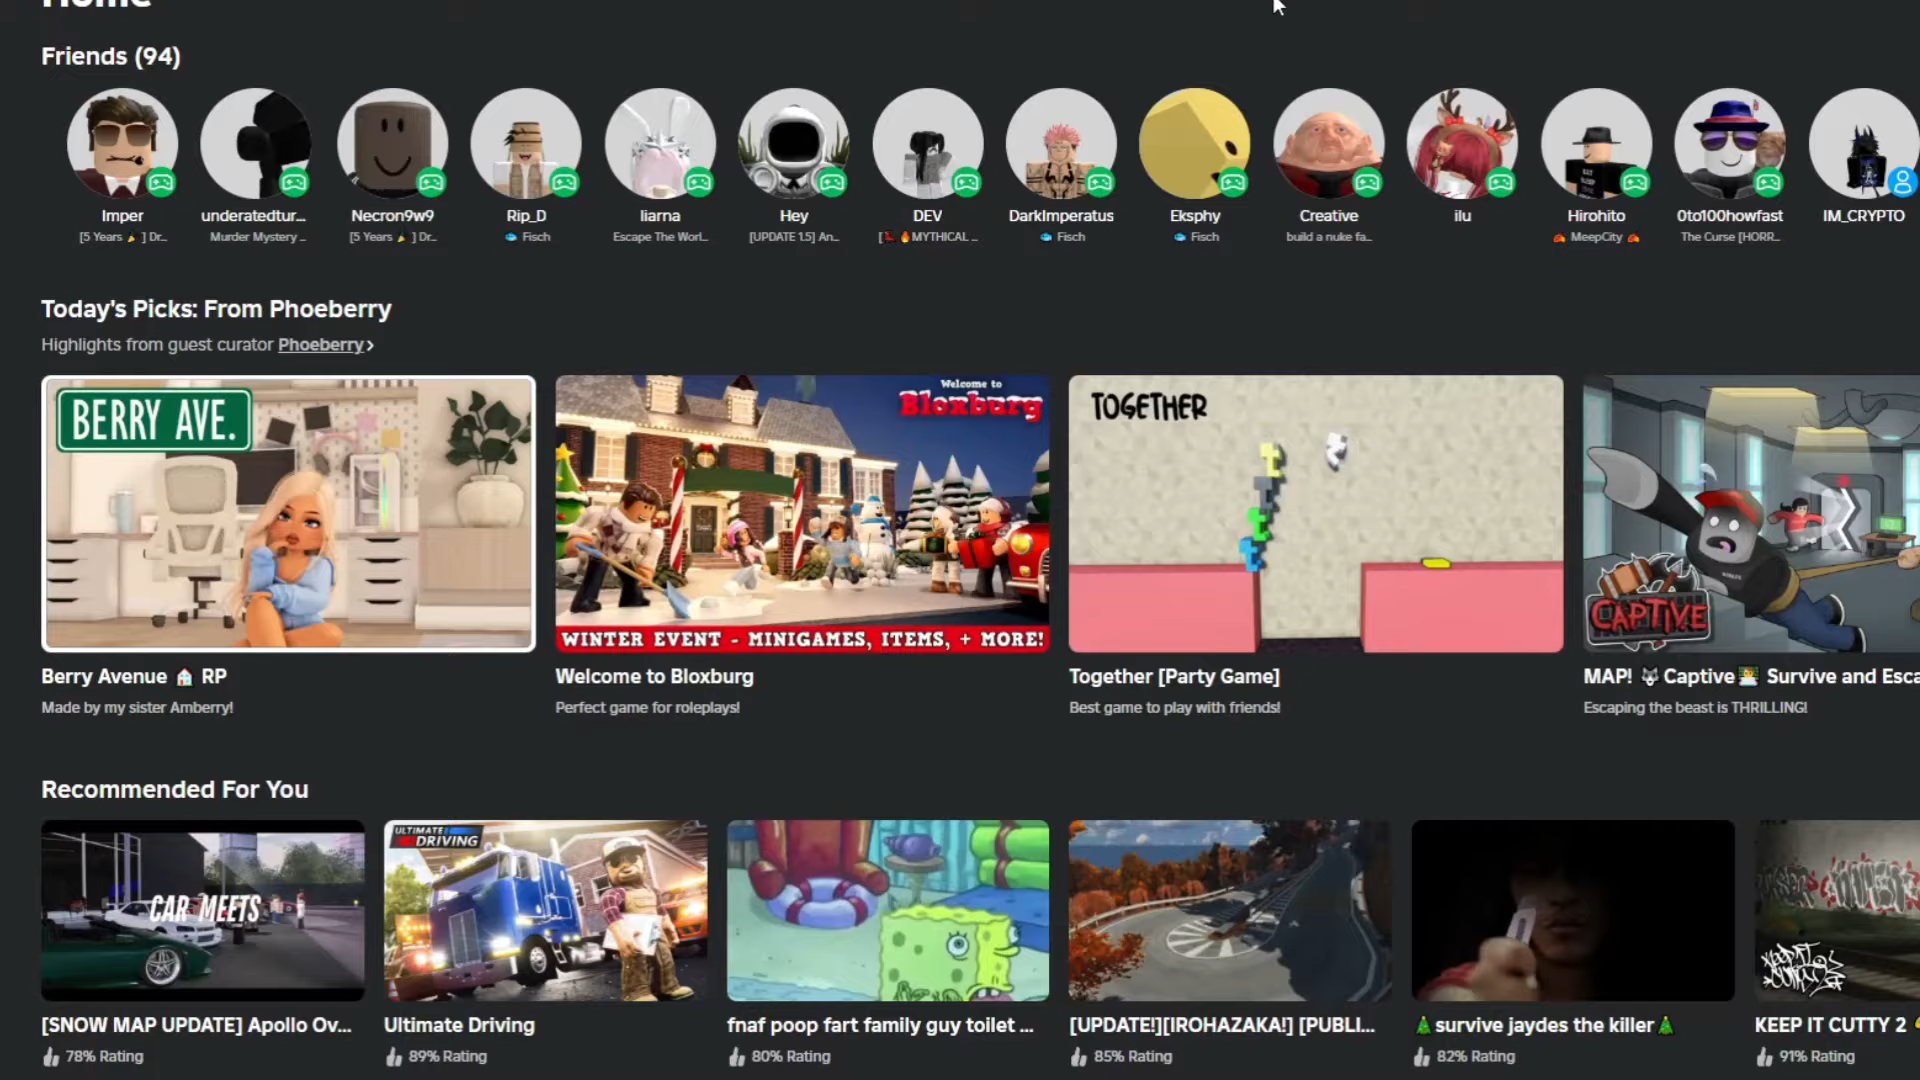 Home
Friends (94)
Imper
underatedtur...
Necron9w9
Rip_D
liarna
Hey
DEV
DarkImperatus
Eksphy
Creative
ilu
Hirohito
0to100howfast
IM_CRYPTO
[5 Years 🎉] Dr...
Murder Mystery ...
[5 Years 🎉] Dr...
🐟 Fisch
Escape The Worl...
[UPDATE 1.5] An...
MYTHICAL ...
🐟 Fisch
🐟 Fisch
build a nuke fa...
MeepCity
The Curse [HORR...
Today's Picks: From Phoeberry
Highlights from guest curator Phoeberry >
BERRY AVE.
Welcome to
Bloxburg
WINTER EVENT - MINIGAMES, ITEMS, + MORE!
TOGETHER
CAPTIVE
Berry Avenue 🏠 RP
Welcome to Bloxburg
Together [Party Game]
MAP! 🐺Captive👨‍💻 Survive and Esca
Made by my sister Amberry!
Perfect game for roleplays!
Best game to play with friends!
Escaping the beast is THRILLING!
Recommended For You
CAR MEETS
ULTIMATE
DRIVING
[SNOW MAP UPDATE] Apollo Ov...
Ultimate Driving
fnaf poop fart family guy toilet ...
[UPDATE!][IROHAZAKA!] [PUBLI...
🎄survive jaydes the killer🎄
KEEP IT CUTTY 2
78% Rating
89% Rating
80% Rating
85% Rating
82% Rating
91% Rating